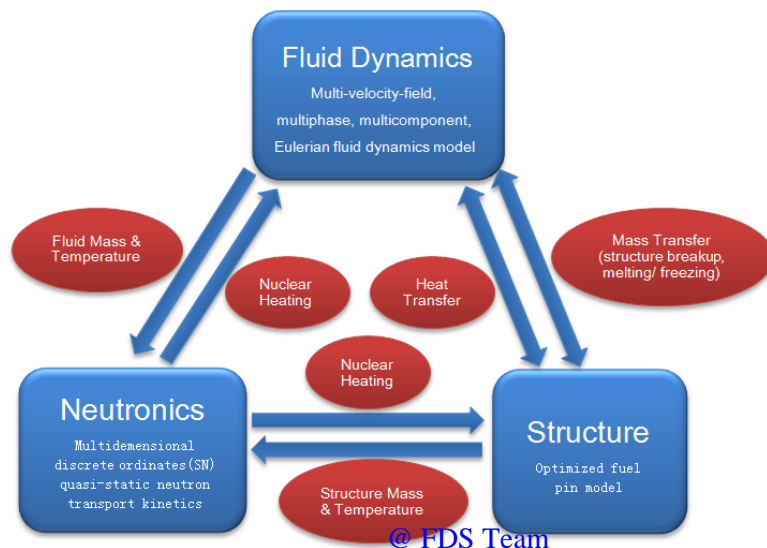 Fluid Dynamics
Multi-velocity-field,
multiphase, multicomponent,
Eulerian fluid dynamics model
Fluid Mass &
Temperature
Nuclear
Heating
Heat
Transfer
Mass Transfer
(structure breakup,
melting/ freezing)
Nuclear
Heating
Neutronics
Multidemensional
discrete ordinates(SN)
quasi-static neutron
transport kinetics
Structure
Optimized fuel
pin model
Structure Mass
& Temperature
@ FDS Team